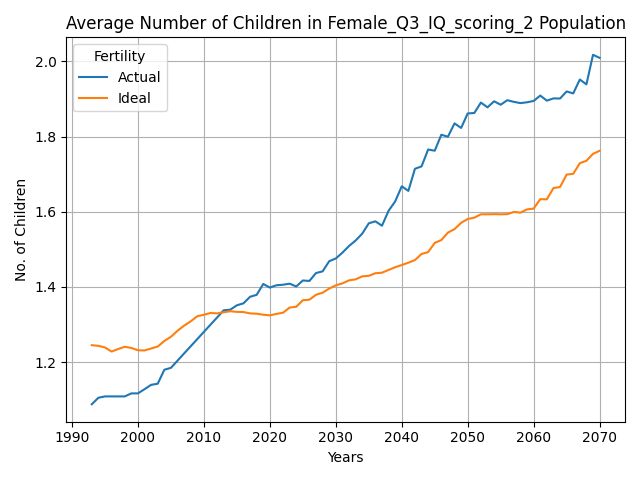 Average Number of Children in Female_Q3_IQ_scoring_2 Population
Fertility
Actual
Ideal
No. of Children
2.0
1.8
1.6
1.4
1.2
1990 2000 2010 2020 2030 2040 2050 2060 2070
Years